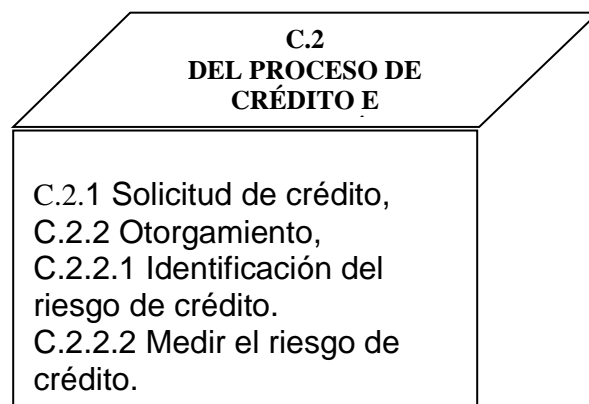 C.2
DEL PROCESO DE
CRÉDITO E
C.2.1 Solicitud de crédito,
C.2.2 Otorgamiento,
C.2.2.1 Identificación del
riesgo de crédito.
C.2.2.2 Medir el riesgo de
crédito.